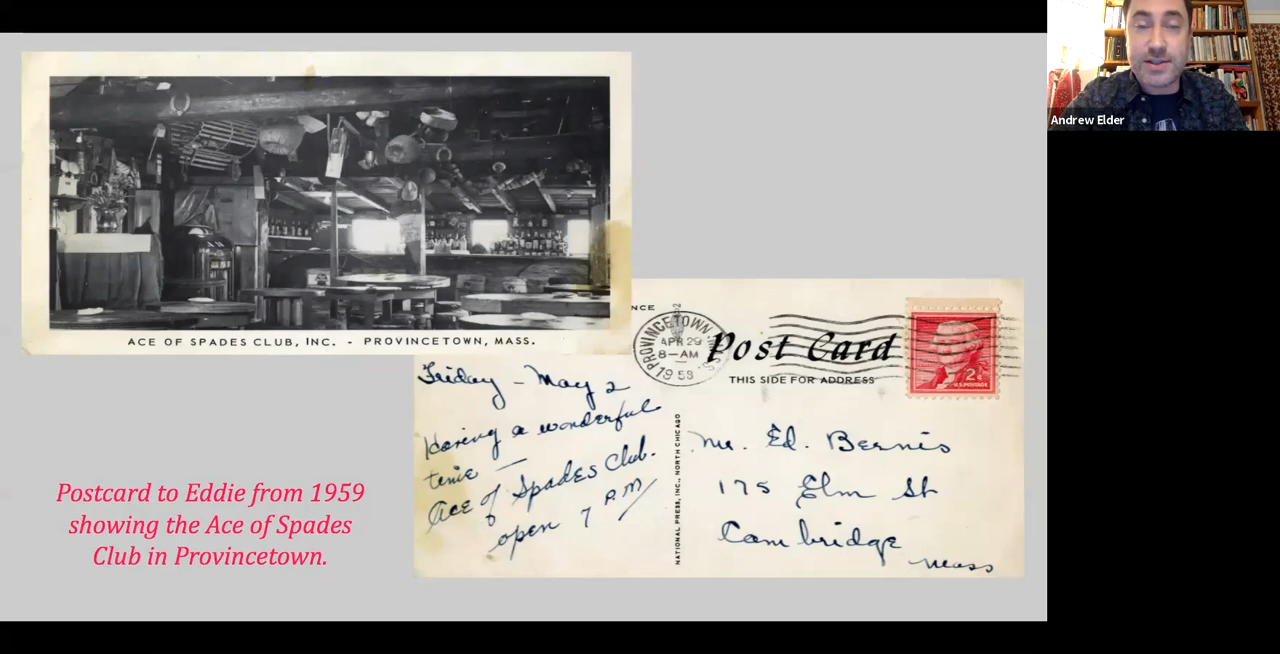 Andrew Elder
ACE OF SPADES CLUB, INC. - PROVINCETOWN, MASS.
NCE
PROVINCETOWN
APR 29
8-AM
1958
Post Card
THIS SIDE FOR ADDRESS
2¢
U.S. POSTAGE
Friday - May 2
Having a wonderful
time —
Ace of Spades Club.
open 7 P.M
NATIONAL PRESS, INC., NORTH CHICAGO
Mr. Ed. Bernis
175 Elm St
Cambridge
Mass
Postcard to Eddie from 1959
showing the Ace of Spades
Club in Provincetown.